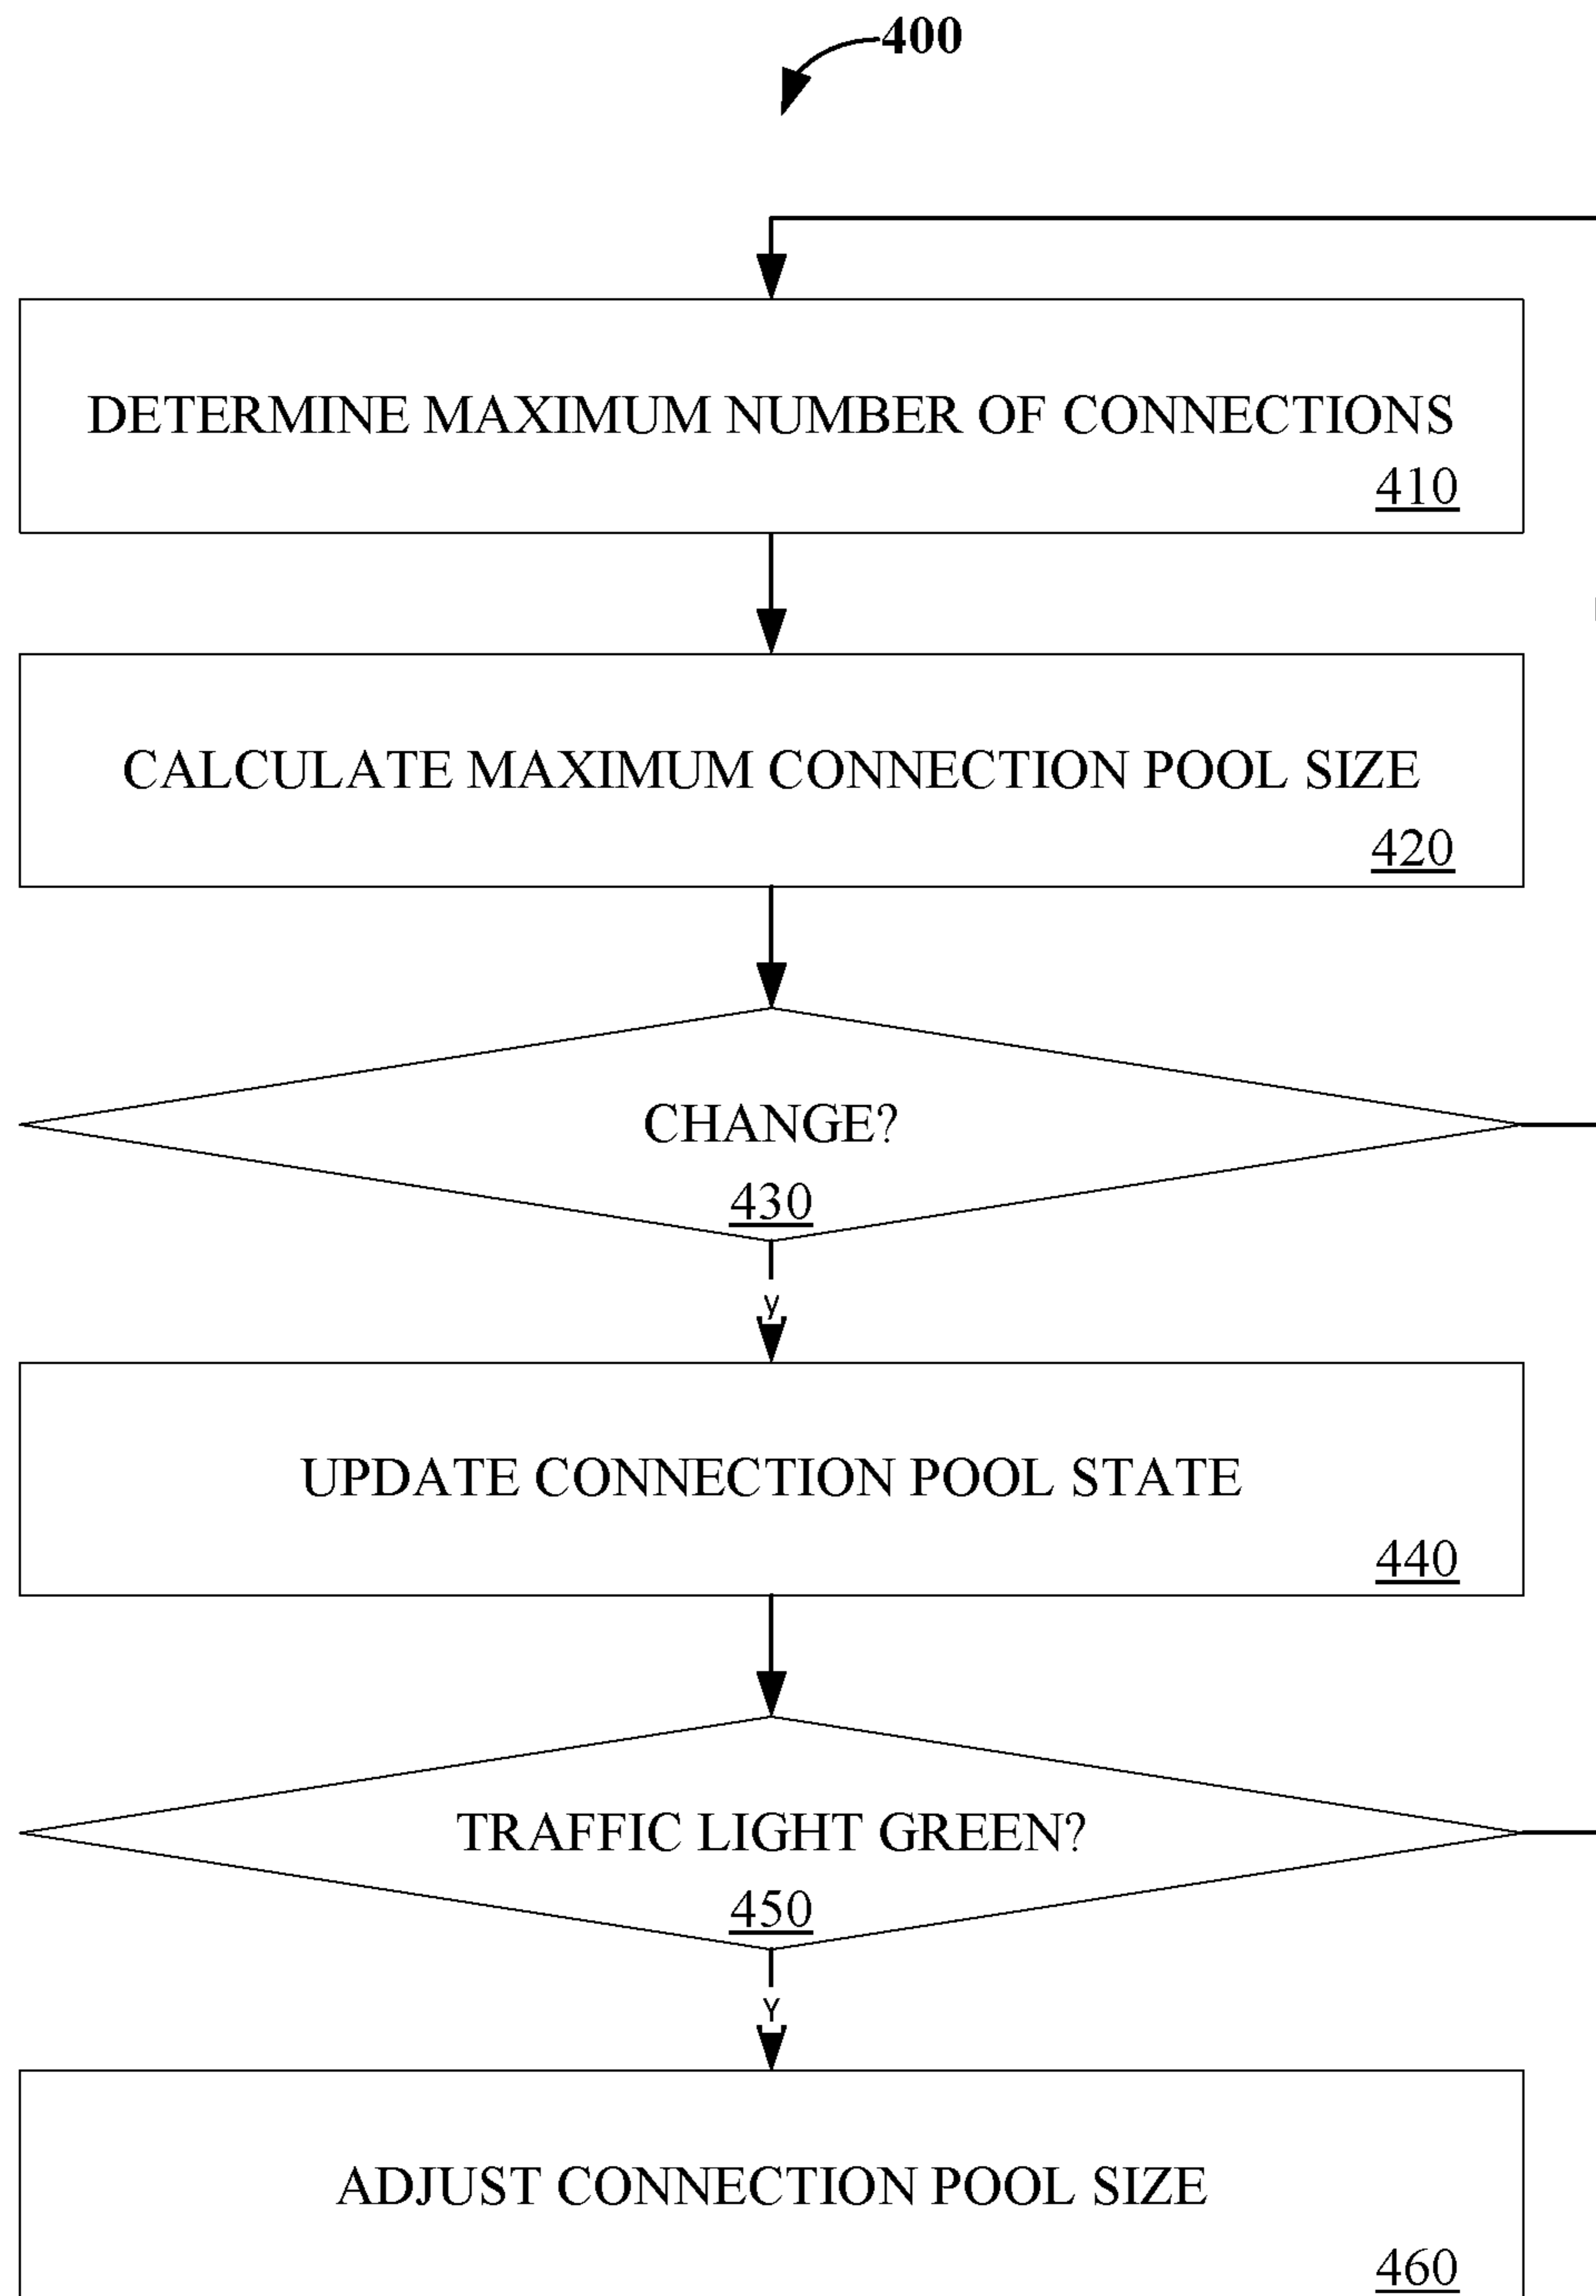 400
DETERMINE MAXIMUM NUMBER OF CONNECTIONS
410
CALCULATE MAXIMUM CONNECTION POOL SIZE
420
CHANGE?
430
y
UPDATE CONNECTION POOL STATE
440
TRAFFIC LIGHT GREEN?
450
Y
ADJUST CONNECTION POOL SIZE
460